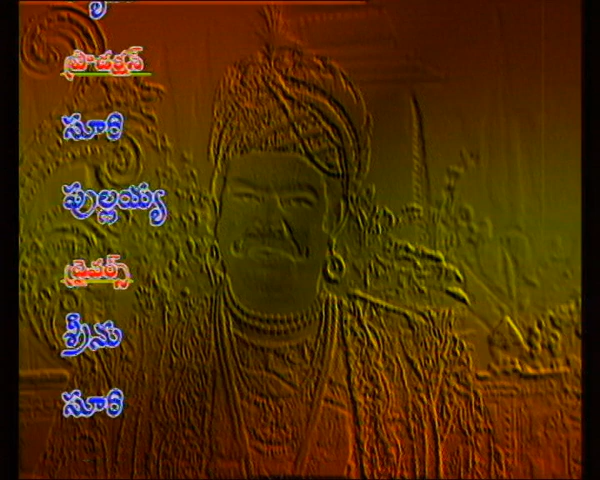 ప్రొడక్షన్
సూరి
పుల్లయ్య
డ్రైవర్స్
శ్రీను
సూరి